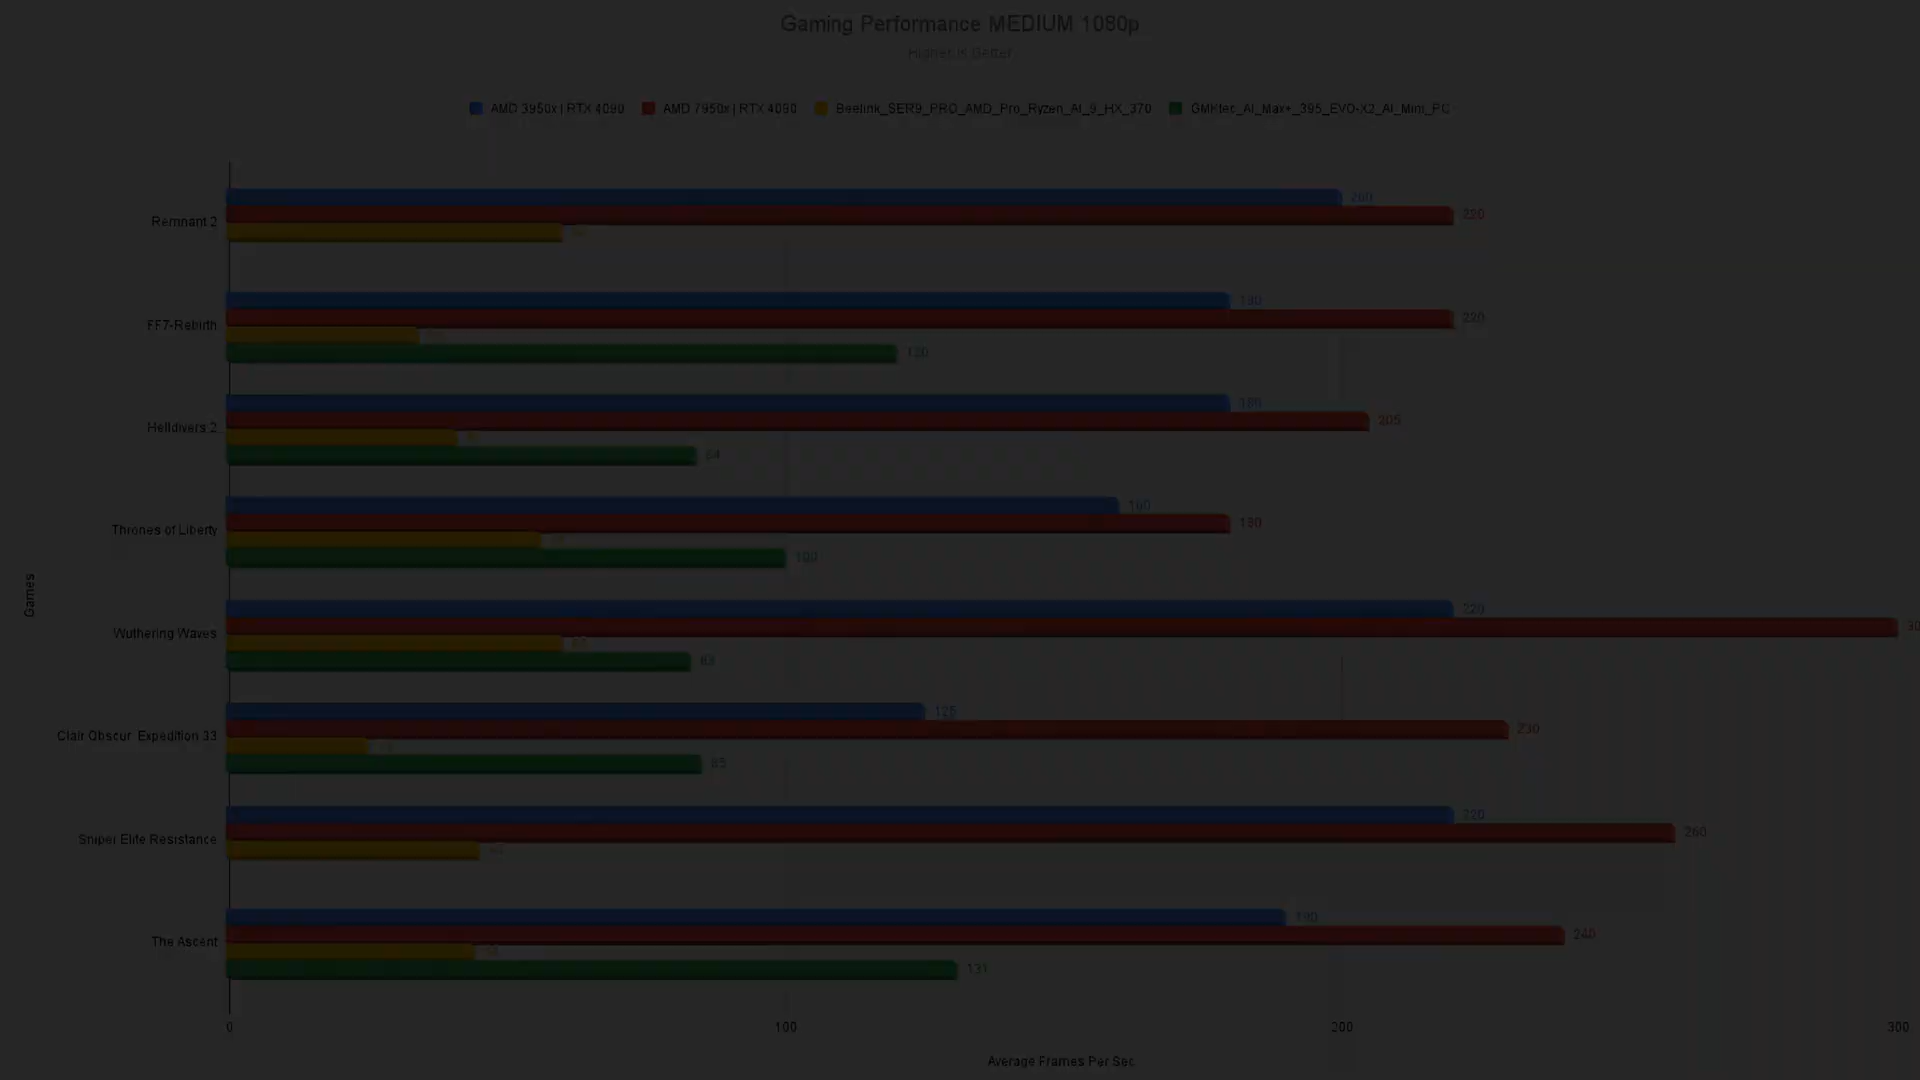 Gaming Performance MEDIUM 1080p
Higher is Better
AMD 3950x | RTX 4090 AMD 7950x | RTX 4090 Beelink_SER9_PRO_AMD_Pro_Ryzen_AI_9_HX_370 GMKtec_AI_Max+_395_EVO-X2_AI_Mini_PC
Games
Remnant 2
200
220
FF7-Rebirth
180
220
120
Helldivers 2
180
205
84
Thrones of Liberty
160
180
100
Wuthering Waves
220
60
83
Clair Obscur: Expedition 33
125
230
85
Sniper Elite Resistance
220
260
The Ascent
190
240
131
0 100 200 300
Average Frames Per Sec